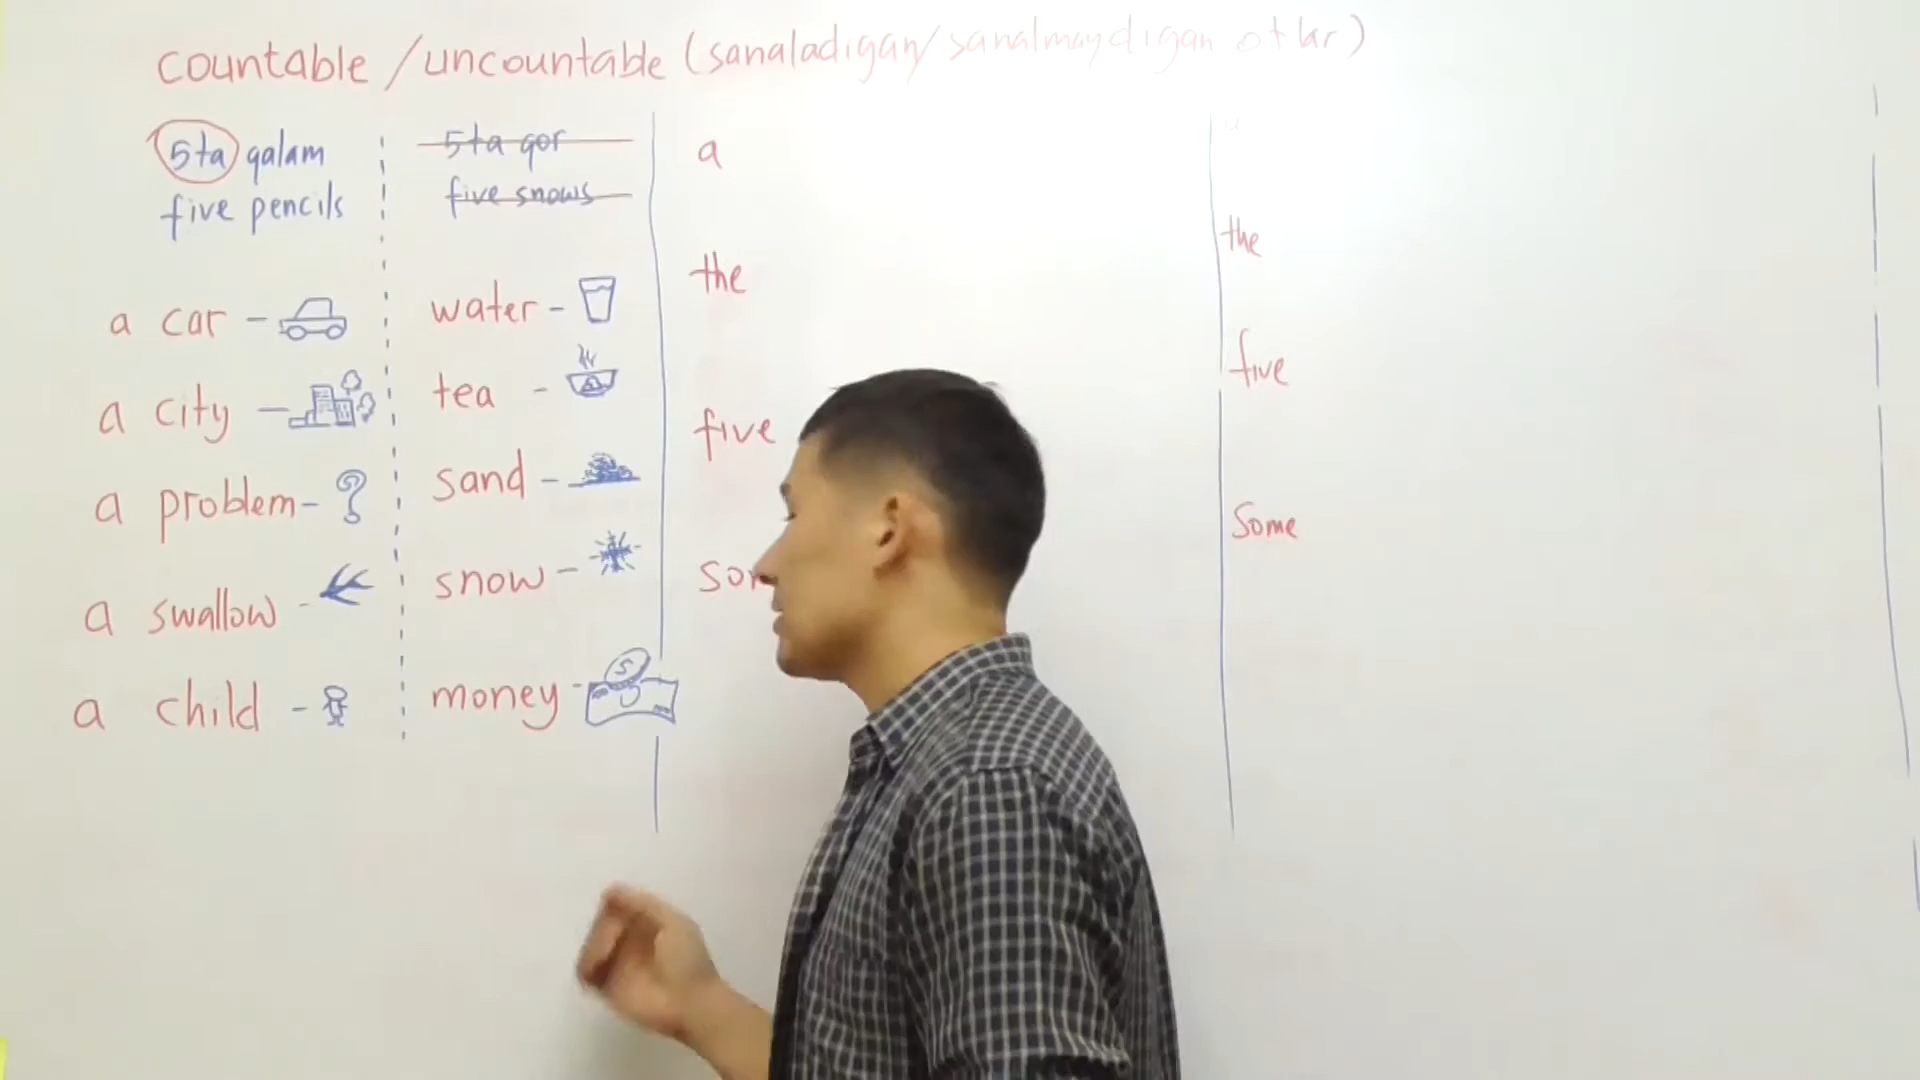 countable / uncountable (sanaladigan/sanalmaydigan otlar)
5ta qalam
five pencils
a car -
a city -
a problem -
a swallow -
a child -
5ta qor
five snows
water -
tea -
sand -
snow -
money -
a
the
five
the
five
Some